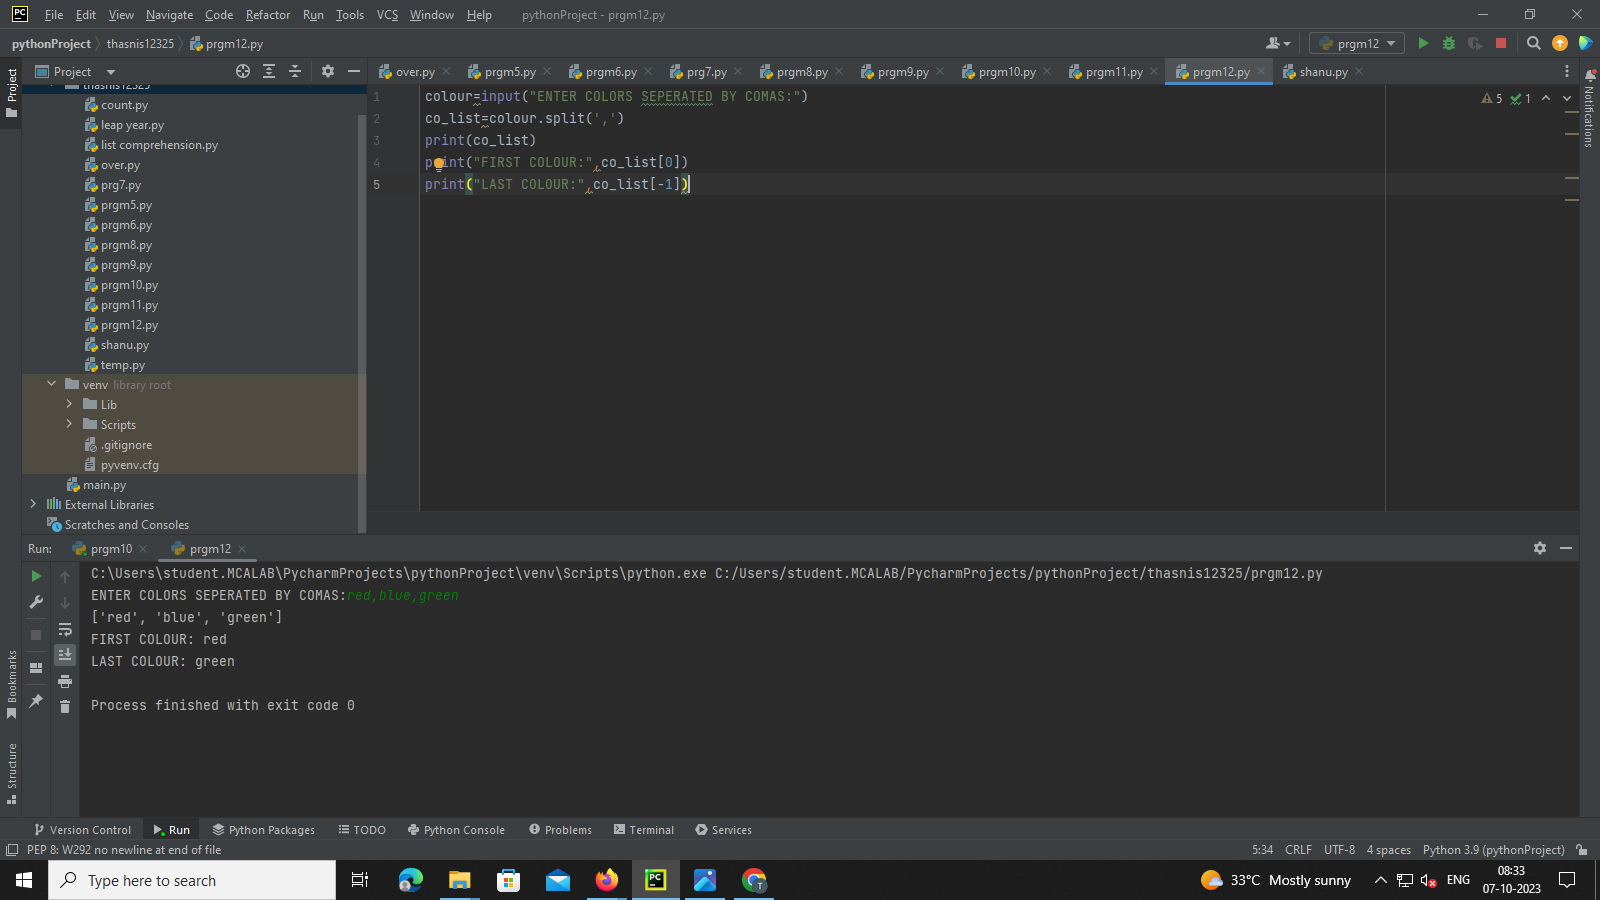 PC File Edit View Navigate Code Refactor Run Tools VCS Window Help pythonProject - prgm12.py
pythonProject thasnis12325 prgm12.py prgm12
Project
over.py prgm5.py prgm6.py prg7.py prgm8.py prgm9.py prgm10.py prgm11.py prgm12.py shanu.py
Project
Notifications
thasnis12325
count.py
leap year.py
list comprehension.py
over.py
prg7.py
prgm5.py
prgm6.py
prgm8.py
prgm9.py
prgm10.py
prgm11.py
prgm12.py
shanu.py
temp.py
venv library root
Lib
Scripts
.gitignore
pyvenv.cfg
main.py
External Libraries
Scratches and Consoles
5 1
1 colour=input("ENTER COLORS SEPERATED BY COMAS:")
2 co_list=colour.split(',')
3 print(co_list)
4 print("FIRST COLOUR:",co_list[0])
5 print("LAST COLOUR:",co_list[-1])
Run: prgm10 prgm12
C:\Users\student.MCALAB\PycharmProjects\pythonProject\venv\Scripts\python.exe C:/Users/student.MCALAB/PycharmProjects/pythonProject/thasnis12325/prgm12.py
ENTER COLORS SEPERATED BY COMAS:red,blue,green
['red', 'blue', 'green']
FIRST COLOUR: red
LAST COLOUR: green
Process finished with exit code 0
Bookmarks
Structure
Version Control Run Python Packages TODO Python Console Problems Terminal Services
PEP 8: W292 no newline at end of file 5:34 CRLF UTF-8 4 spaces Python 3.9 (pythonProject)
Type here to search PC T 33°C Mostly sunny ENG 08:33
07-10-2023